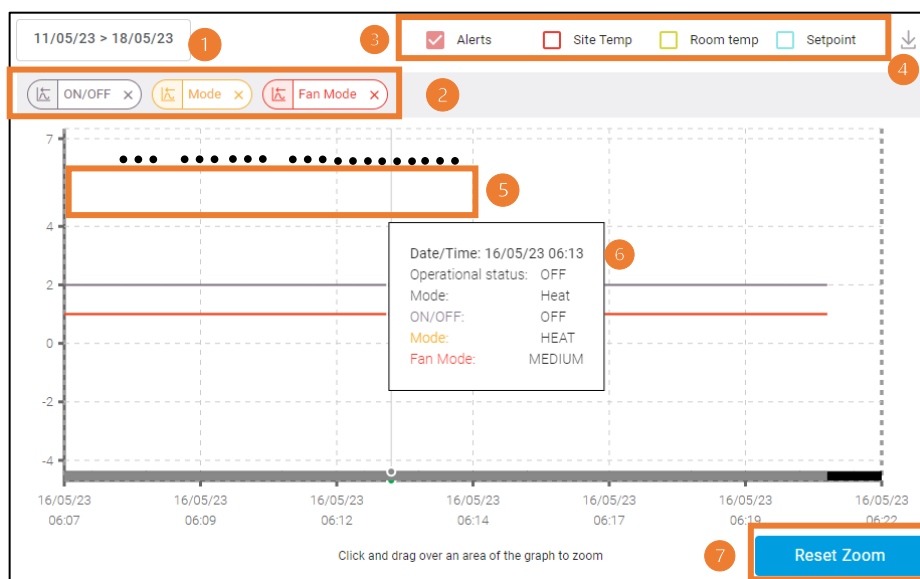 11/05/23 > 18/05/23
1
3
Alerts
Site Temp
Room temp
Setpoint
4
ON/OFF ×
Mode ×
Fan Mode ×
2
7
4
2
0
-2
-4
5
6
Date/Time: 16/05/23 06:13
Operational status: OFF
Mode: Heat
ON/OFF: OFF
Mode: HEAT
Fan Mode: MEDIUM
16/05/23 16/05/23 16/05/23 16/05/23 16/05/23 16/05/23 16/05/23
06:07 06:09 06:12 06:14 06:17 06:19 06:22
Click and drag over an area of the graph to zoom
7
Reset Zoom